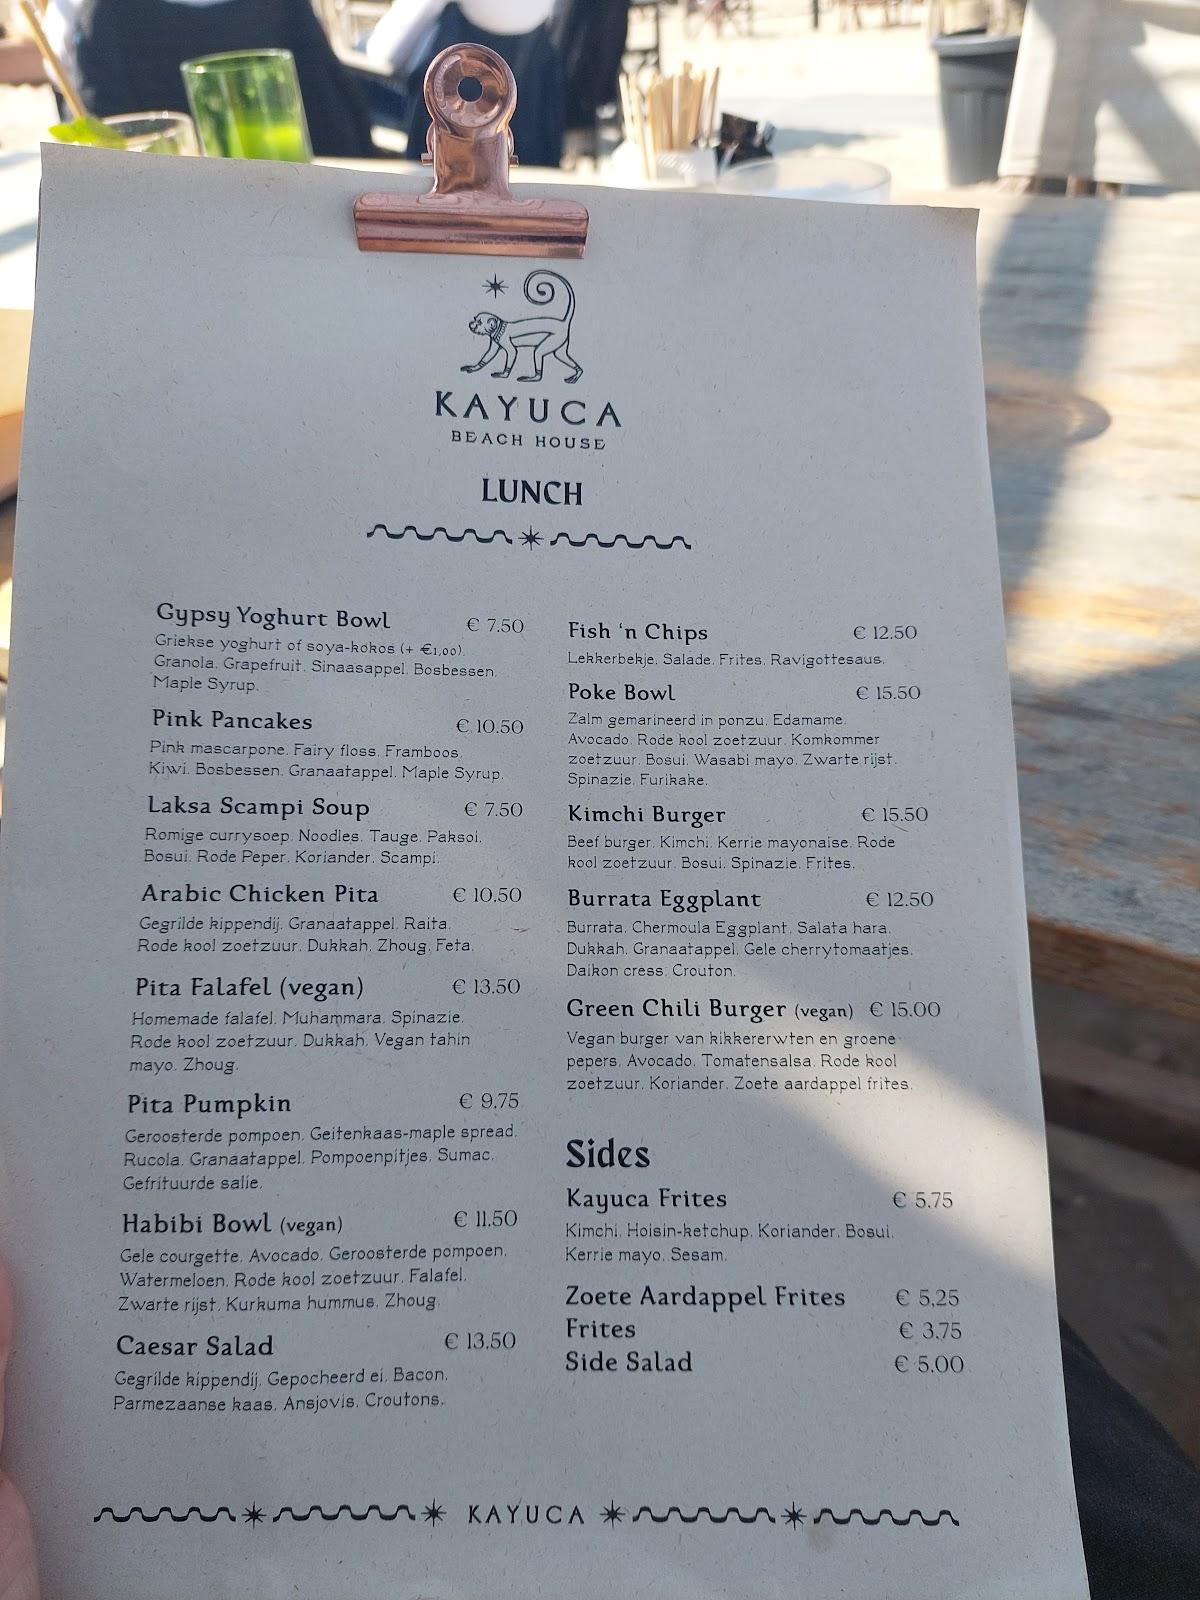 KAYUCA
BEACH HOUSE
LUNCH
Gypsy Yoghurt Bowl € 7.50
Griekse yoghurt of soya-kokos (+ €1,00).
Granola. Grapefruit. Sinaasappel. Bosbessen.
Maple Syrup.
Pink Pancakes € 10.50
Pink mascarpone. Fairy floss. Framboos.
Kiwi. Bosbessen. Granaatappel. Maple Syrup.
Laksa Scampi Soup € 7.50
Romige currysoep. Noodles. Tauge. Paksoi.
Bosui. Rode Peper. Koriander. Scampi.
Arabic Chicken Pita € 10.50
Gegrilde kippendij. Granaatappel. Raita.
Rode kool zoetzuur. Dukkah. Zhoug. Feta.
Pita Falafel (vegan) € 13.50
Homemade falafel. Muhammara. Spinazie.
Rode kool zoetzuur. Dukkah. Vegan tahin
mayo. Zhoug.
Pita Pumpkin € 9.75
Geroosterde pompoen. Geitenkaas-maple spread.
Rucola. Granaatappel. Pompoenpitjes. Sumac.
Gefrituurde salie.
Habibi Bowl (vegan) € 11.50
Gele courgette. Avocado. Geroosterde pompoen.
Watermeloen. Rode kool zoetzuur. Falafel.
Zwarte rijst. Kurkuma hummus. Zhoug.
Caesar Salad € 13.50
Gegrilde kippendij. Gepocheerd ei. Bacon.
Parmezaanse kaas. Ansjovis. Croutons.
Fish 'n Chips € 12.50
Lekkerbekje. Salade. Frites. Ravigottesaus.
Poke Bowl € 15.50
Zalm gemarineerd in ponzu. Edamame.
Avocado. Rode kool zoetzuur. Komkommer
zoetzuur. Bosui. Wasabi mayo. Zwarte rijst.
Spinazie. Furikake.
Kimchi Burger € 15.50
Beef burger. Kimchi. Kerrie mayonaise. Rode
kool zoetzuur. Bosui. Spinazie. Frites.
Burrata Eggplant € 12.50
Burrata. Chermoula Eggplant. Salata hara.
Dukkah. Granaatappel. Gele cherrytomaatjes.
Daikon cress. Crouton.
Green Chili Burger (vegan) € 15.00
Vegan burger van kikkererwten en groene
pepers. Avocado. Tomatensalsa. Rode kool
zoetzuur. Koriander. Zoete aardappel frites.
Sides
Kayuca Frites € 5.75
Kimchi. Hoisin-ketchup. Koriander. Bosui.
Kerrie mayo. Sesam.
Zoete Aardappel Frites € 5,25
Frites € 3.75
Side Salad € 5.00
KAYUCA